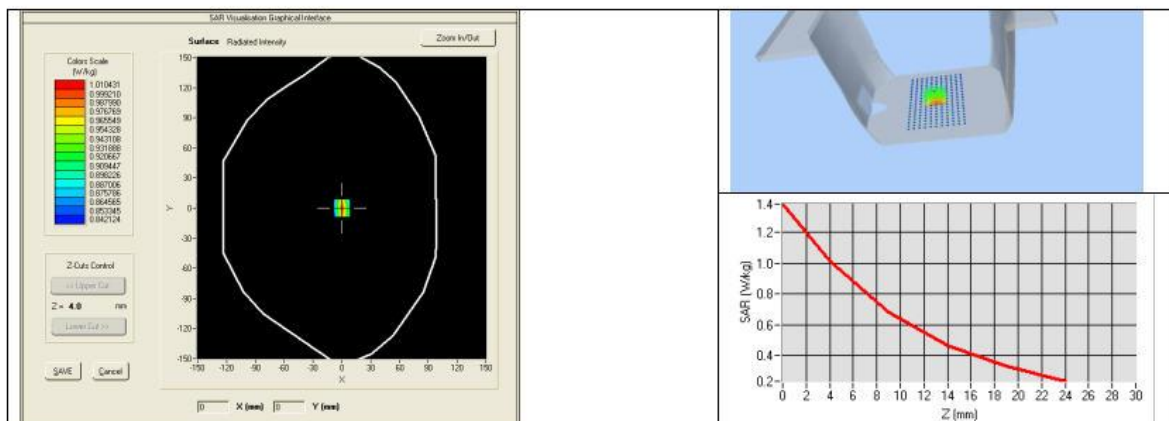 SAR Visualisation Graphical Interface
Surface Radiated Intensity
Zoom In/Out
Colors Scale
(W/kg)
1.010431
0.999210
0.987990
0.976769
0.965549
0.954328
0.943108
0.931888
0.920667
0.909447
0.898226
0.887006
0.875786
0.864565
0.853345
0.842124
Z-Cuts Control
<< Upper Cut
Z = 4.0 mm
Lower Cut >>
SAVE Cancel
150
120
90
60
30
Y 0
-30
-60
-90
-120
-150
-150 -120 -90 -60 -30 0 30 60 90 120 150
X
0 X (mm) 0 Y (mm)
1.4
1.2
1.0
0.8
0.6
0.4
0.2
SAR (W/kg)
0 2 4 6 8 10 12 14 16 18 20 22 24 26 28 30
Z (mm)